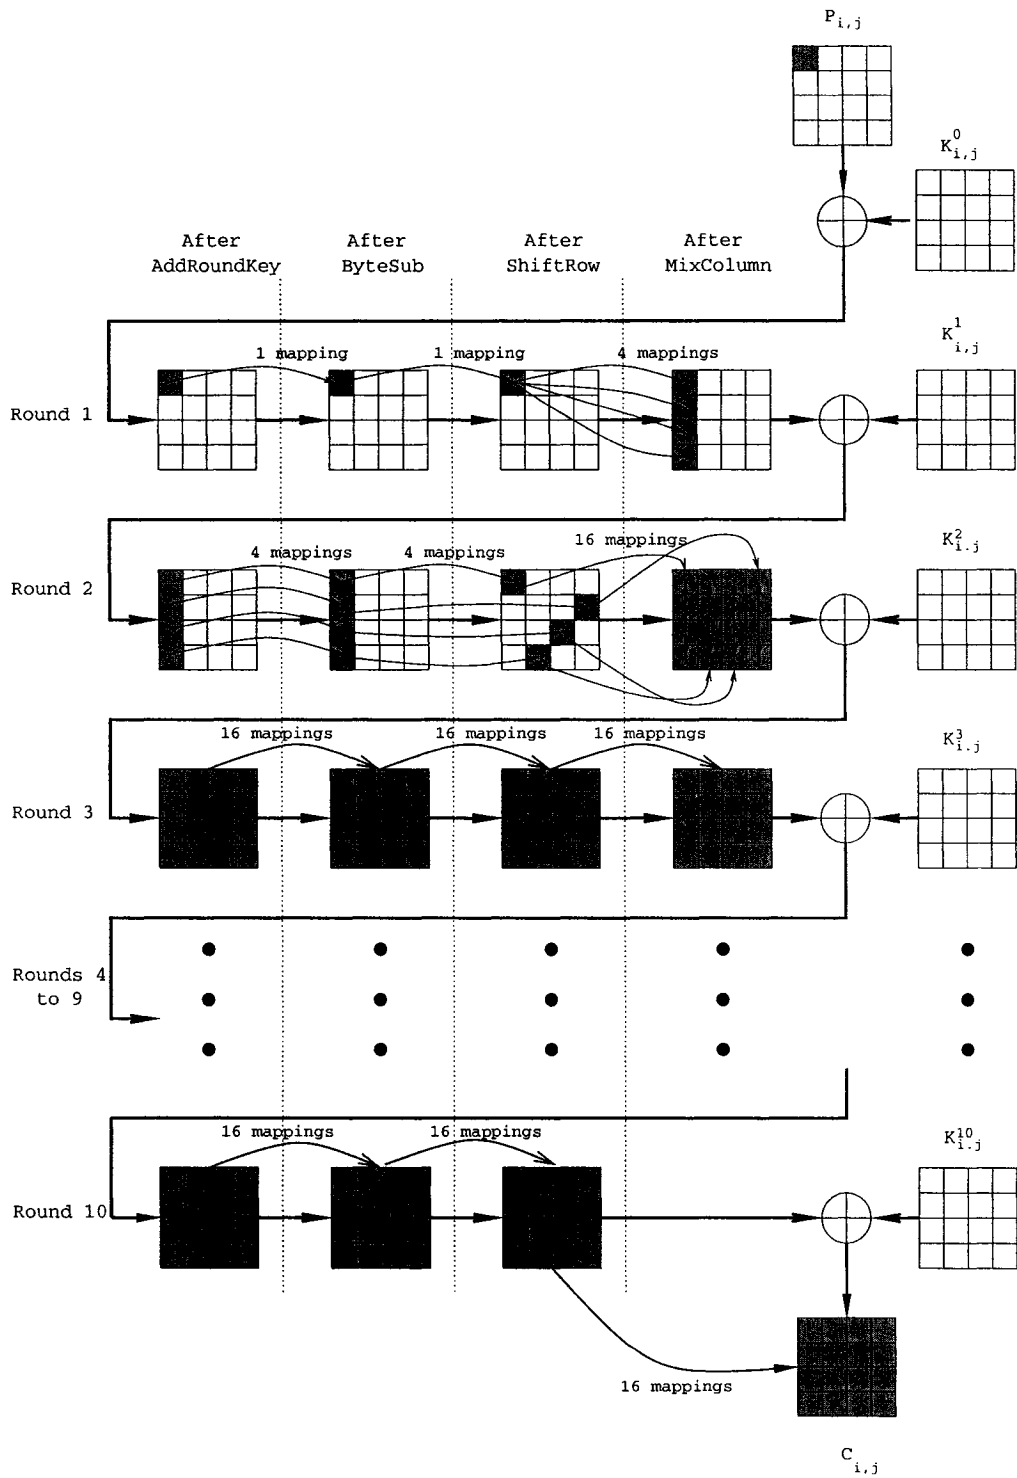 P i,j
K 0 i,j
After AddRoundKey
After ByteSub
After ShiftRow
After MixColumn
K 1 i,j
1 mapping
1 mapping
4 mappings
Round 1
K 2 i.j
4 mappings
4 mappings
16 mappings
Round 2
K 3 i.j
16 mappings
16 mappings
16 mappings
Round 3
Rounds 4
to 9
K 10 i.j
16 mappings
16 mappings
Round 10
16 mappings
C i,j